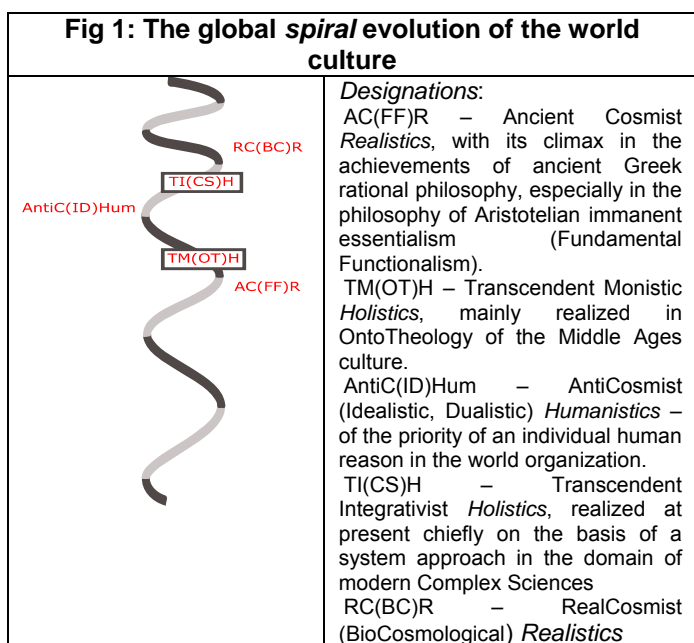 Fig 1: The global spiral evolution of the world
culture
RC(BC)R
TI(CS)H
AntiC(ID)Hum
TM(OT)H
AC(FF)R
Designations:
AC(FF)R – Ancient Cosmist
Realistics, with its climax in the
achievements of ancient Greek
rational philosophy, especially in the
philosophy of Aristotelian immanent
essentialism (Fundamental
Functionalism).
TM(OT)H – Transcendent Monistic
Holistics, mainly realized in
OntoTheology of the Middle Ages
culture.
AntiC(ID)Hum – AntiCosmist
(Idealistic, Dualistic) Humanistics –
of the priority of an individual human
reason in the world organization.
TI(CS)H – Transcendent
Integrativist Holistics, realized at
present chiefly on the basis of a
system approach in the domain of
modern Complex Sciences
RC(BC)R – RealCosmist
(BioCosmological) Realistics